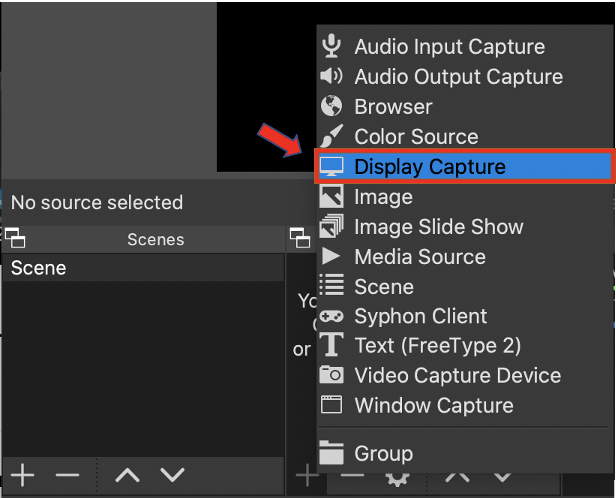 Audio Input Capture
Audio Output Capture
Browser
Color Source
Display Capture
Image
Image Slide Show
Media Source
Scene
Syphon Client
Text (FreeType 2)
Video Capture Device
Window Capture
Group
No source selected
Scenes
Scene
Yo
or